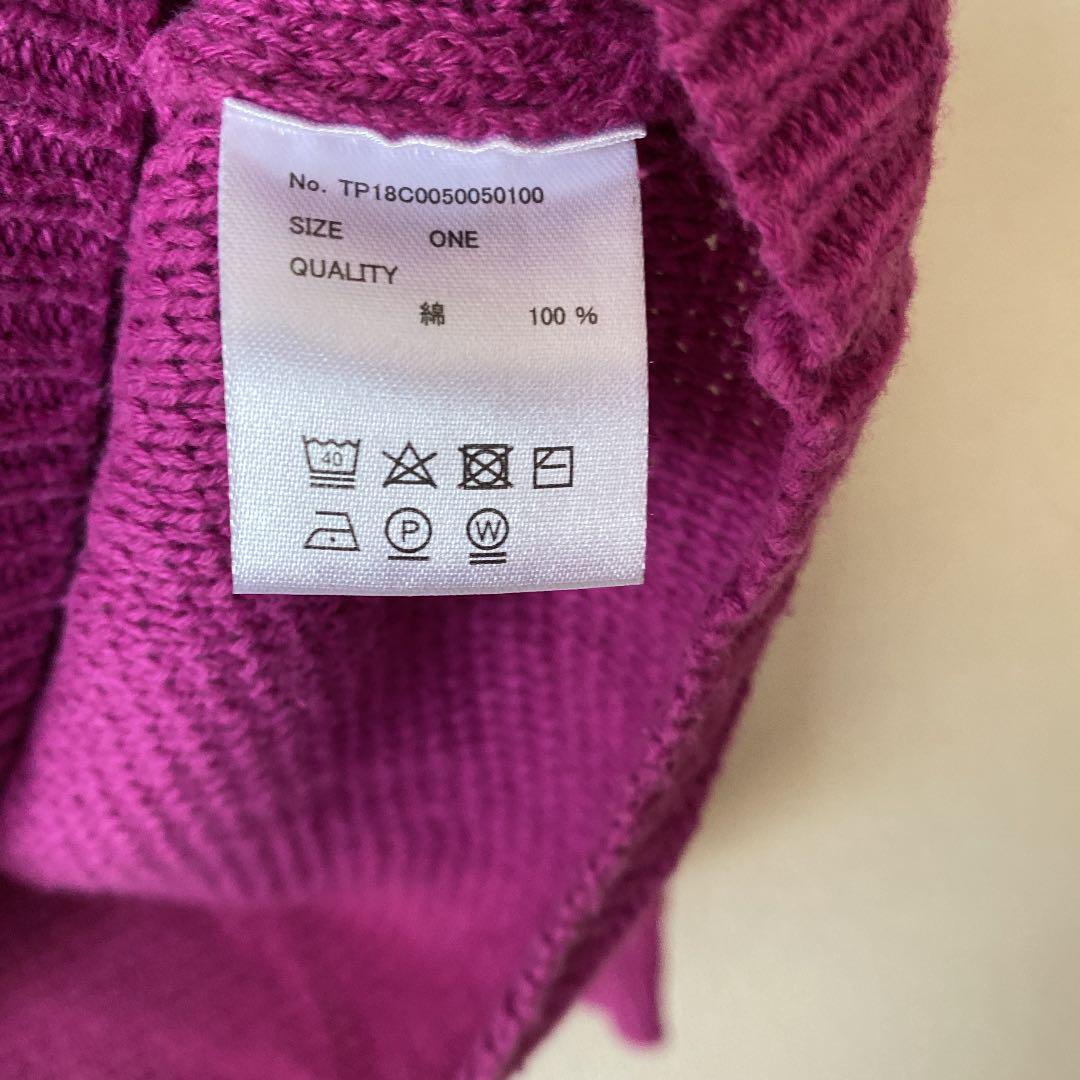 No. TP18C0050050100
SIZE ONE
QUALITY
綿 100 %
40
P W